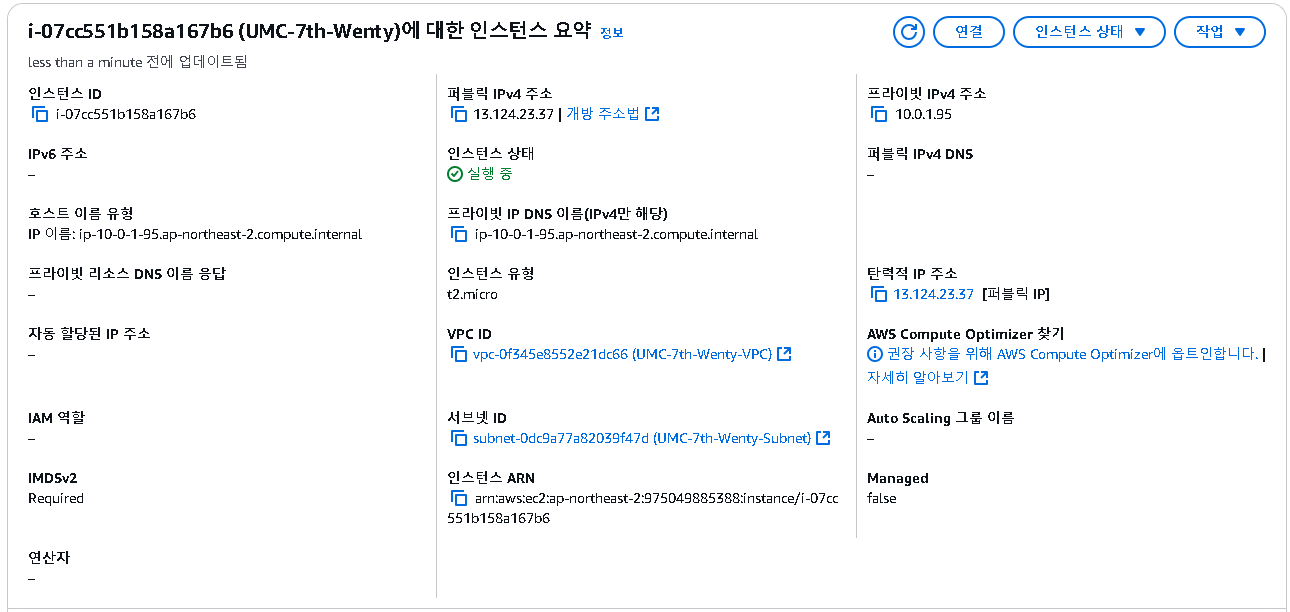 i-07cc551b158a167b6 (UMC-7th-Wenty)에 대한 인스턴스 요약 정보
연결
인스턴스 상태
작업
less than a minute 전에 업데이트됨
인스턴스 ID
i-07cc551b158a167b6
퍼블릭 IPv4 주소
13.124.23.37 | 개방 주소법
프라이빗 IPv4 주소
10.0.1.95
IPv6 주소
–
인스턴스 상태
실행 중
퍼블릭 IPv4 DNS
–
호스트 이름 유형
IP 이름: ip-10-0-1-95.ap-northeast-2.compute.internal
프라이빗 IP DNS 이름(IPv4만 해당)
ip-10-0-1-95.ap-northeast-2.compute.internal
프라이빗 리소스 DNS 이름 응답
–
인스턴스 유형
t2.micro
탄력적 IP 주소
13.124.23.37 [퍼블릭 IP]
자동 할당된 IP 주소
–
VPC ID
vpc-0f345e8552e21dc66 (UMC-7th-Wenty-VPC)
AWS Compute Optimizer 찾기
권장 사항을 위해 AWS Compute Optimizer에 옵트인합니다. |
자세히 알아보기
IAM 역할
–
서브넷 ID
subnet-0dc9a77a82039f47d (UMC-7th-Wenty-Subnet)
Auto Scaling 그룹 이름
–
IMDSv2
Required
인스턴스 ARN
arn:aws:ec2:ap-northeast-2:975049885388:instance/i-07cc
551b158a167b6
Managed
false
연산자
–